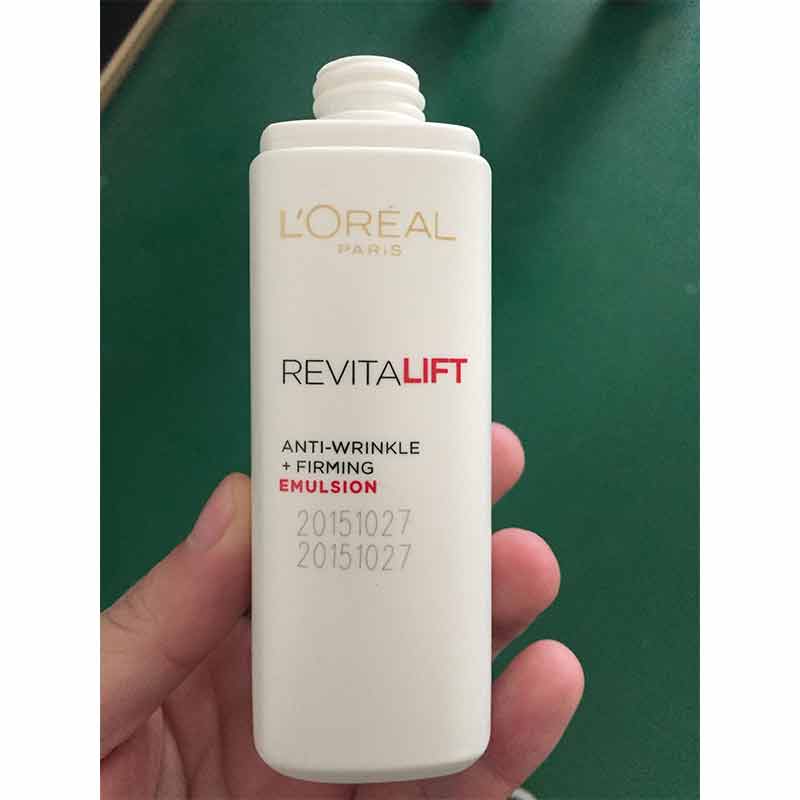 L'ORÉAL
PARIS
REVITALIFT
ANTI-WRINKLE
+ FIRMING
EMULSION
20151027
20151027